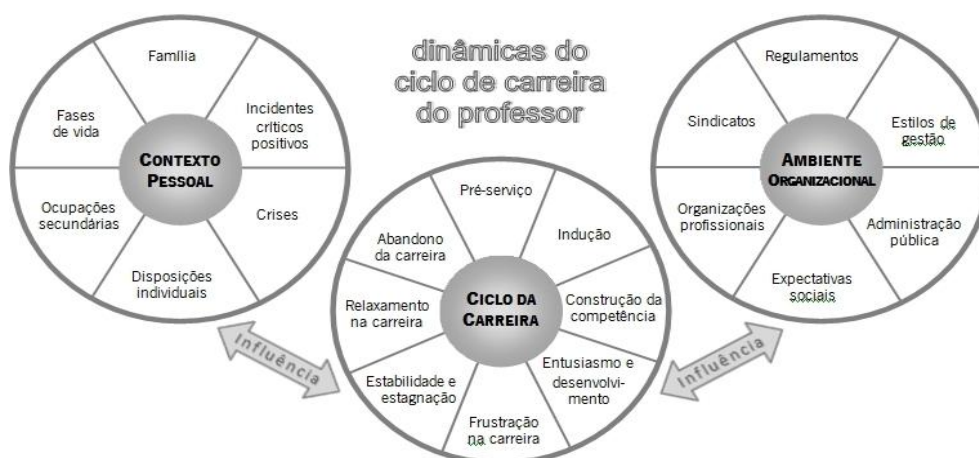 dinâmicas do
ciclo de carreira
do professor
Família
Incidentes
críticos
positivos
Crises
Disposições
individuais
Ocupações
secundárias
Fases
de vida
CONTEXTO
PESSOAL
Influência
Pré-serviço
Indução
Construção da
competência
Entusiasmo e
desenvolvi-
mento
Frustração
na carreira
Estabilidade e
estagnação
Relaxamento
na carreira
Abandono
da carreira
CICLO DA
CARREIRA
Influência
Regulamentos
Estilos de
gestão
Administração
pública
Expectativas
sociais
Organizações
profissionais
Sindicatos
AMBIENTE
ORGANIZACIONAL